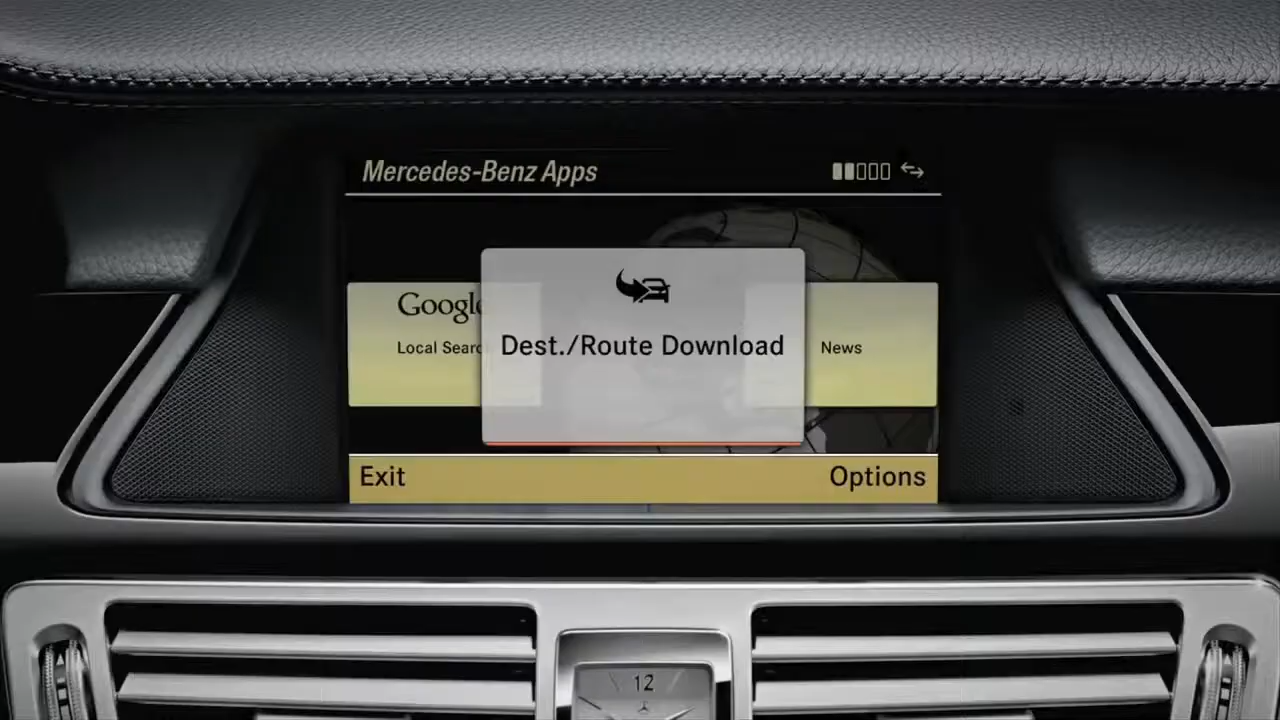 Mercedes-Benz Apps
Google
Local Searc
Dest./Route Download
News
Exit
Options
12